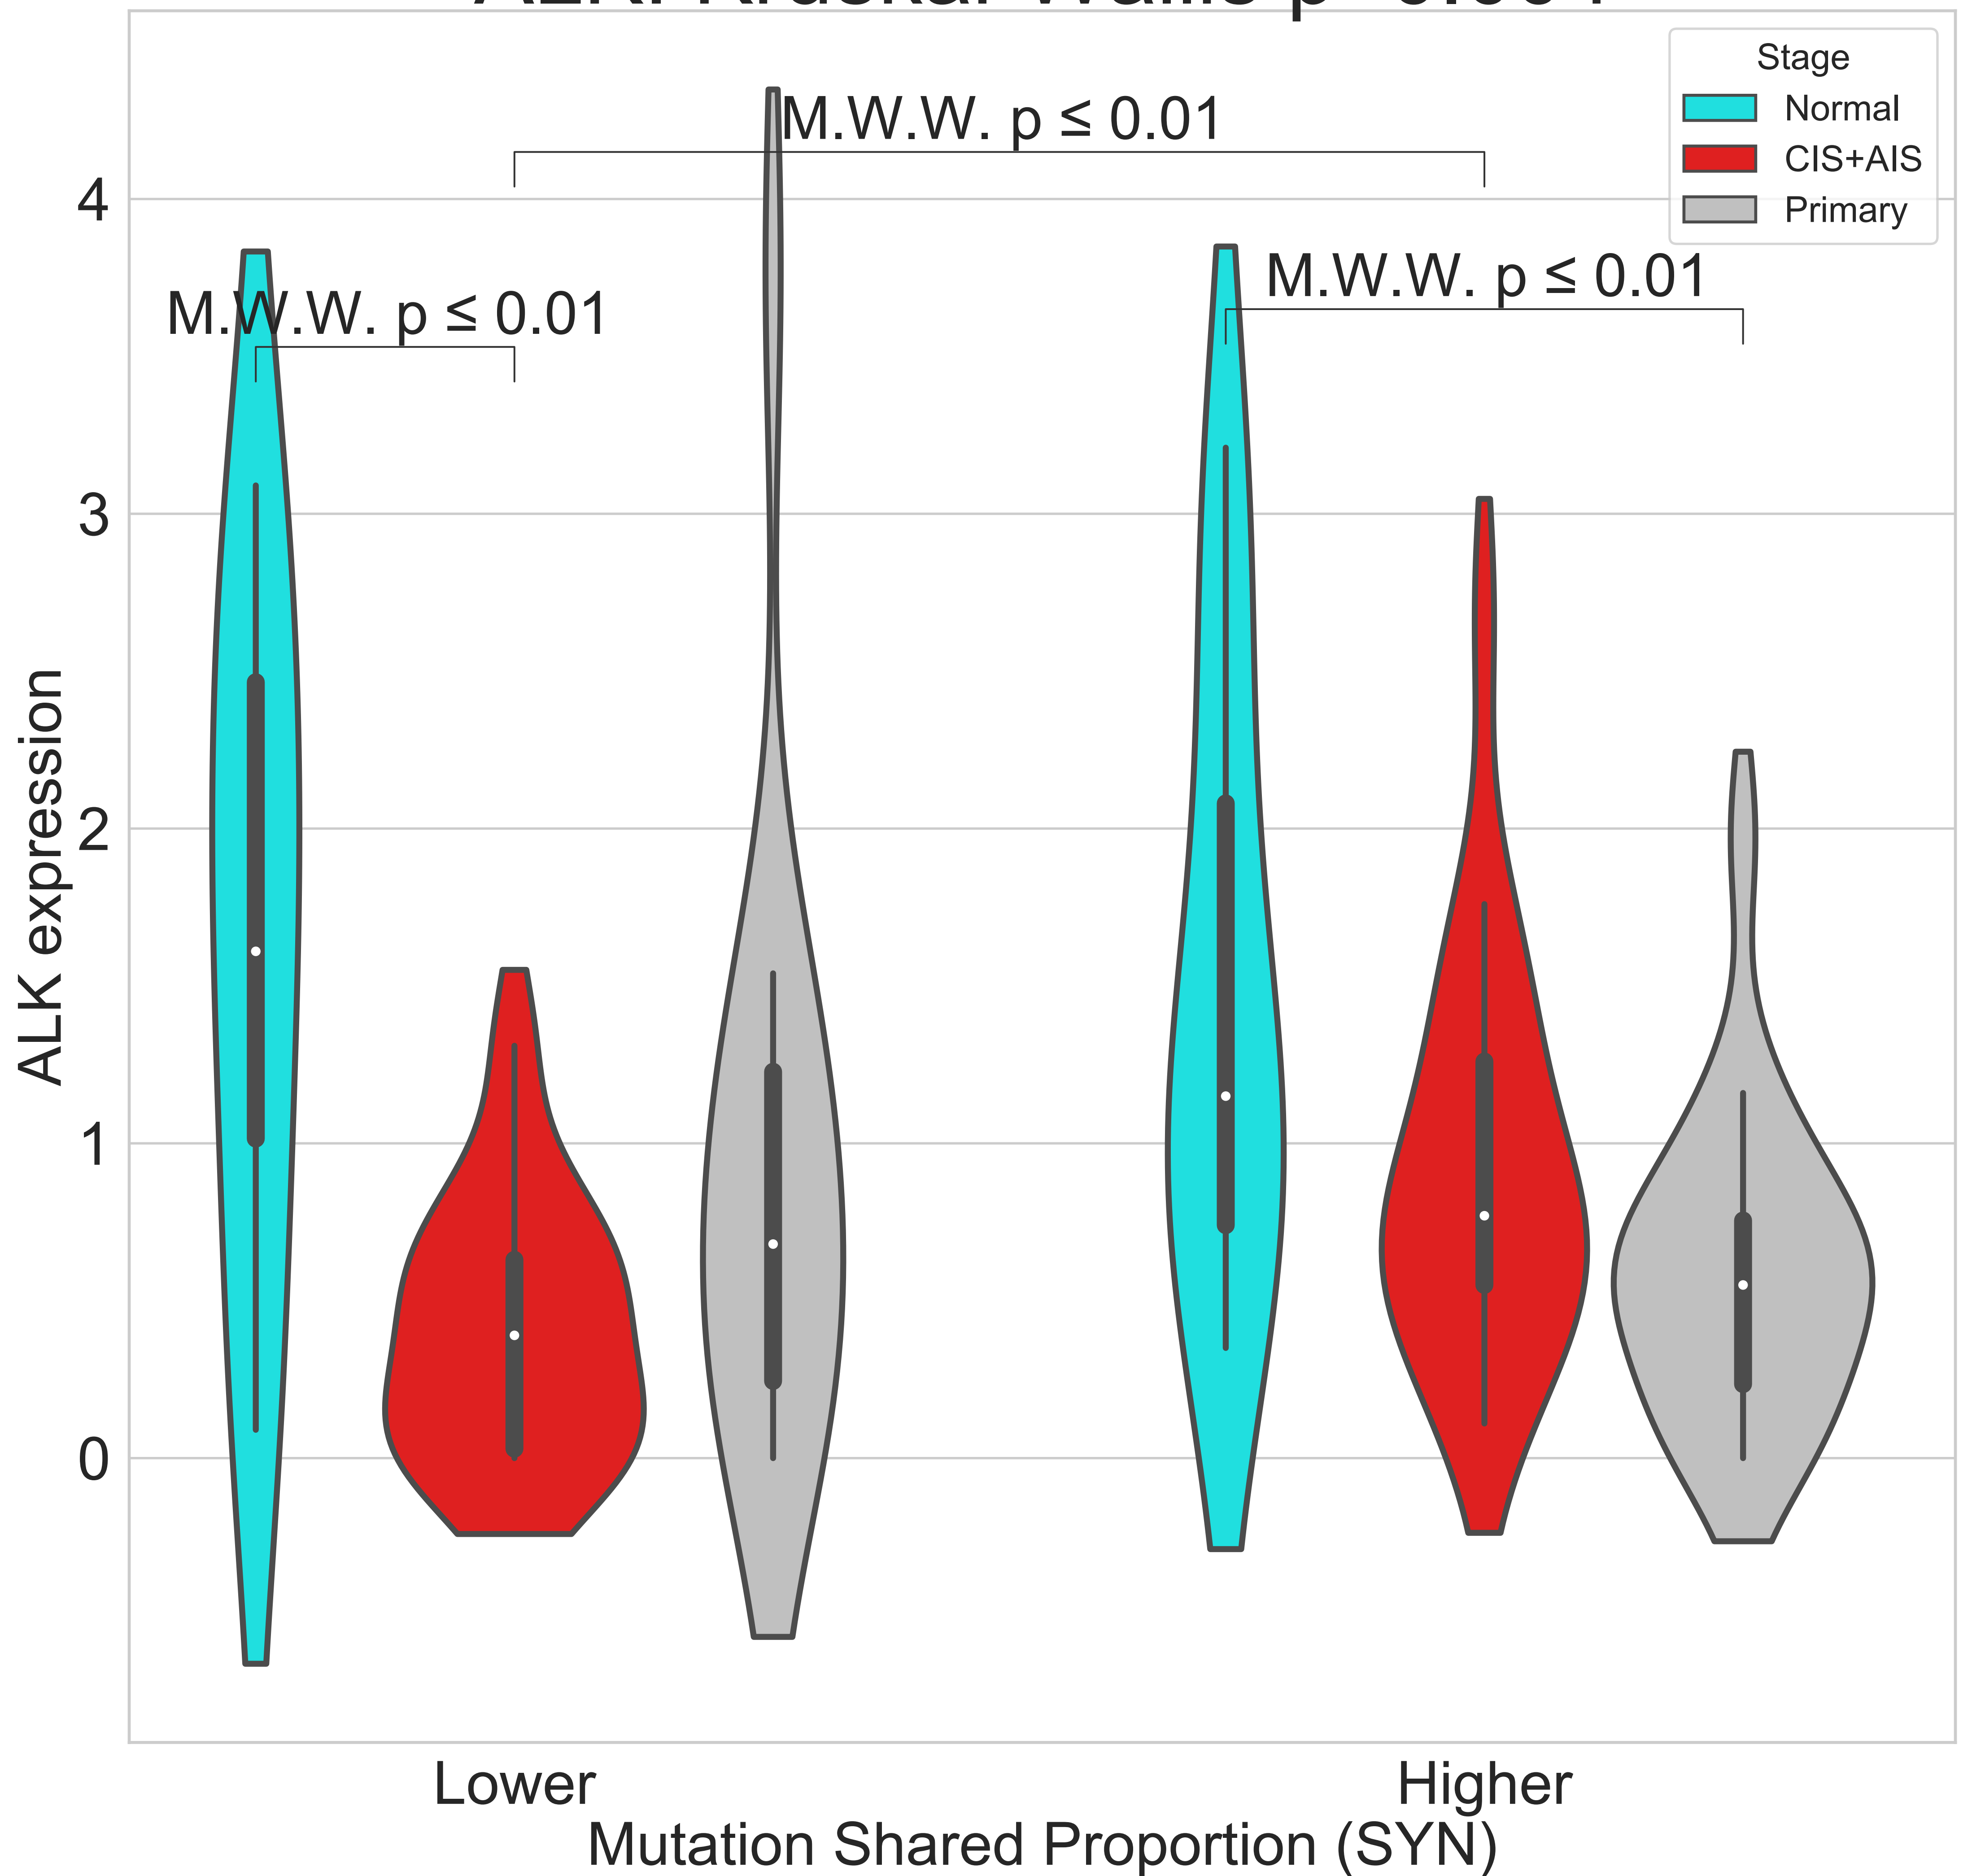 Stage
Normal
CIS+AIS
Primary
M.W.W. p ≤ 0.01
M.W.W. p ≤ 0.01
M.W.W. p ≤ 0.01
4
3
2
1
0
ALK expression
Lower
Higher
Mutation Shared Proportion (SYN)